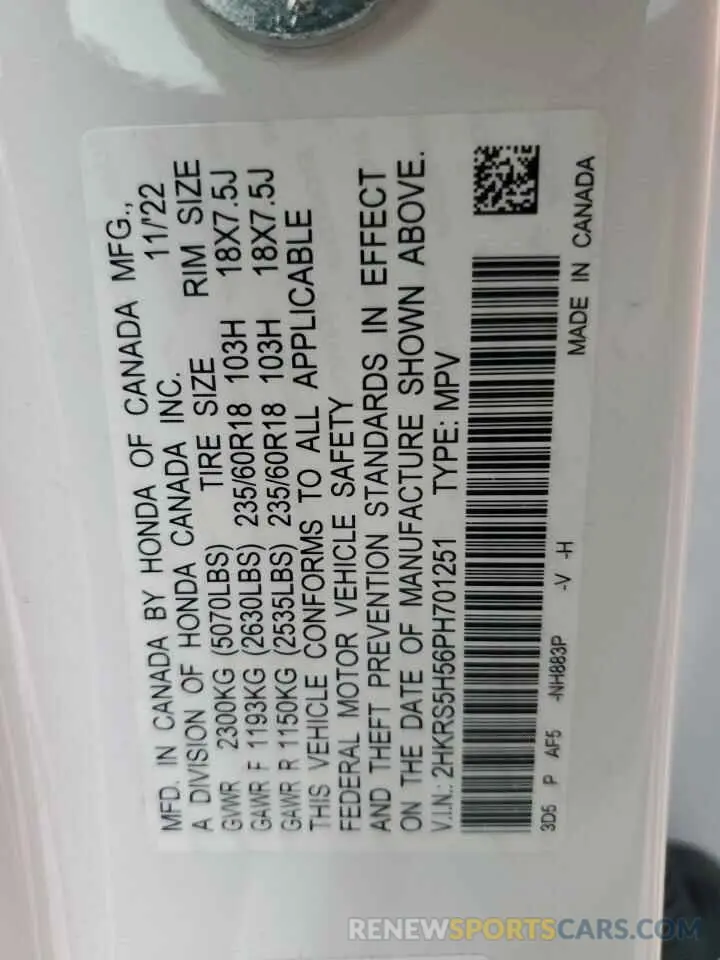 MFD. IN CANADA BY HONDA OF CANADA MFG.,
A DIVISION OF HONDA CANADA INC. 11/'22
GVWR 2300KG (5070LBS) TIRE SIZE RIM SIZE
GAWR F 1193KG (2630LBS) 235/60R18 103H 18X7.5J
GAWR R 1150KG (2535LBS) 235/60R18 103H 18X7.5J
THIS VEHICLE CONFORMS TO ALL APPLICABLE
FEDERAL MOTOR VEHICLE SAFETY
AND THEFT PREVENTION STANDARDS IN EFFECT
ON THE DATE OF MANUFACTURE SHOWN ABOVE.
V.I.N.: 2HKRS5H56PH701251 TYPE: MPV
3D5 P AF5 -NH883P -V -H
MADE IN CANADA
RENEWSPORTSCARS.COM